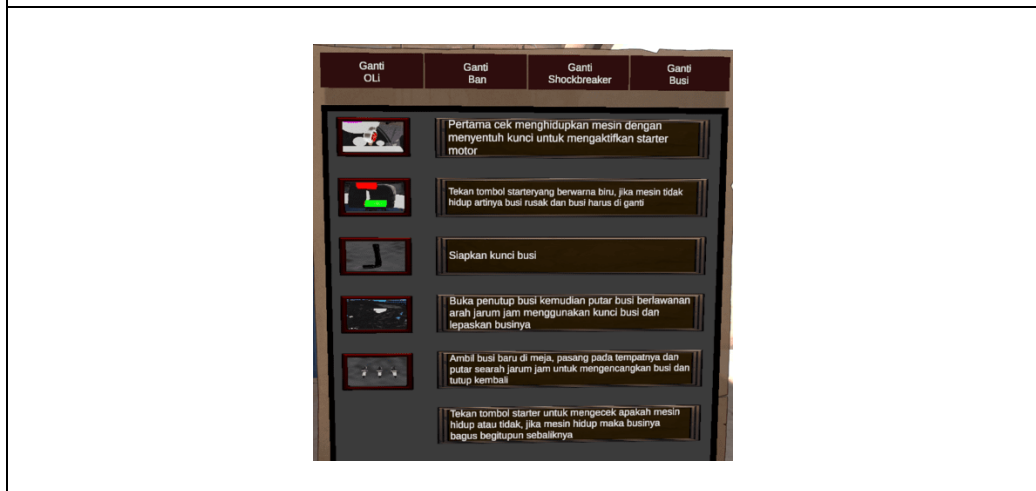 Ganti
OLi
Ganti
Ban
Ganti
Shockbreaker
Ganti
Busi
Pertama cek menghidupkan mesin dengan
menyentuh kunci untuk mengaktifkan starter
motor
Tekan tombol starteryang berwarna biru, jika mesin tidak
hidup artinya busi rusak dan busi harus di ganti
Siapkan kunci busi
Buka penutup busi kemudian putar busi berlawanan
arah jarum jam menggunakan kunci busi dan
lepaskan businya
Ambil busi baru di meja, pasang pada tempatnya dan
putar searah jarum jam untuk mengencangkan busi dan
tutup kembali
Tekan tombol starter untuk mengecek apakah mesin
hidup atau tidak, jika mesin hidup maka businya
bagus begitupun sebaliknya